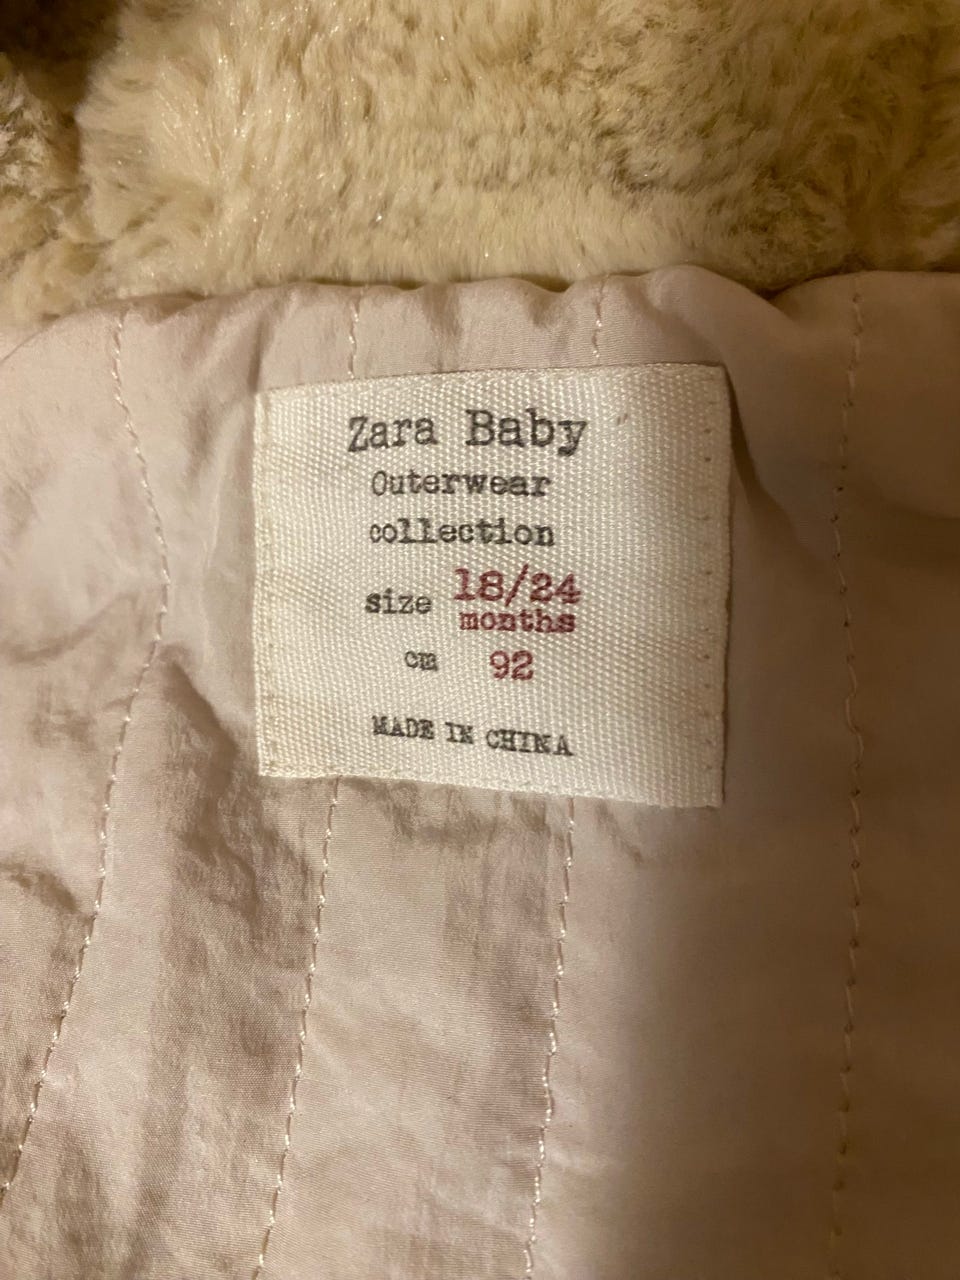 Zara Baby
Outerwear
collection
size 18/24
months
cm 92
MADE IN CHINA